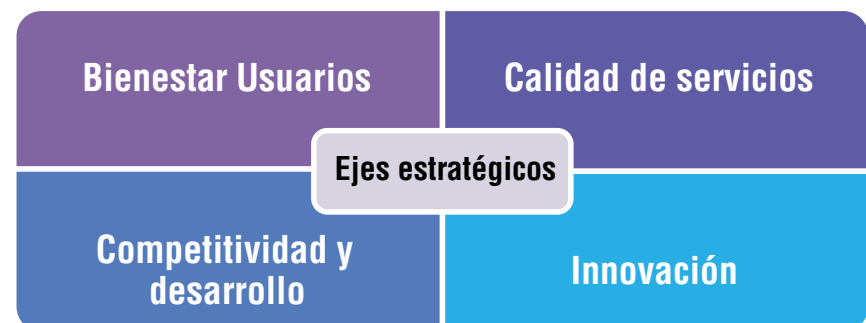 Bienestar Usuarios
Calidad de servicios
Ejes estratégicos
Competitividad y
desarrollo
Innovación